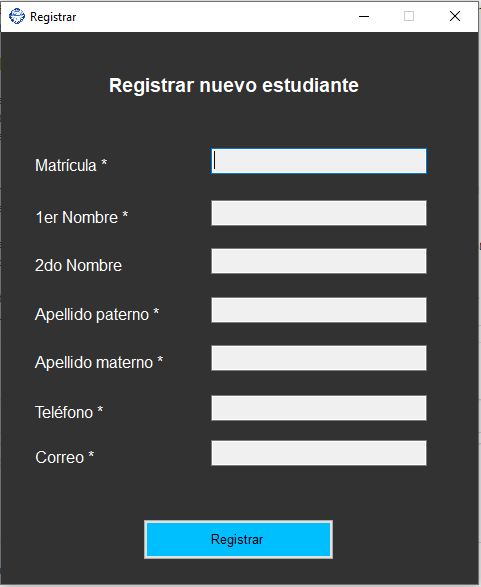 Registrar
Registrar nuevo estudiante
Matrícula *
1er Nombre *
2do Nombre
Apellido paterno *
Apellido materno *
Teléfono *
Correo *
Registrar